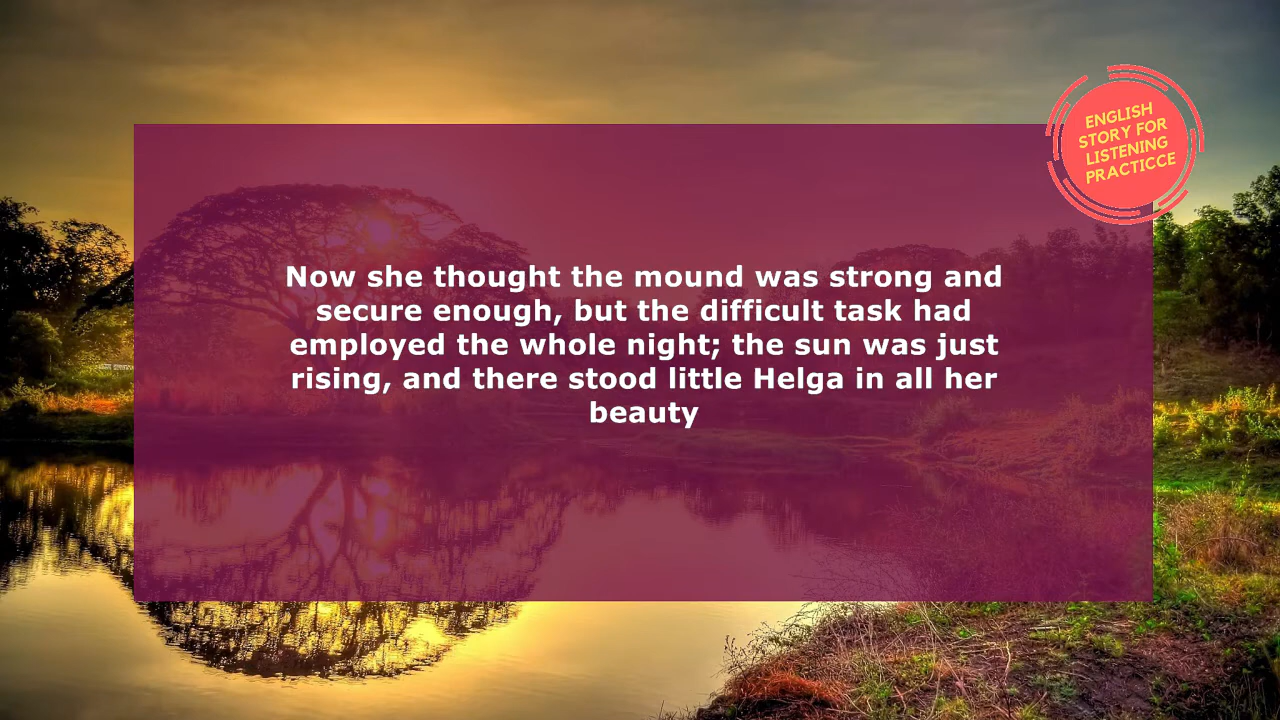 ENGLISH
STORY FOR
LISTENING
PRACTICCE
Now she thought the mound was strong and
secure enough, but the difficult task had
employed the whole night; the sun was just
rising, and there stood little Helga in all her
beauty